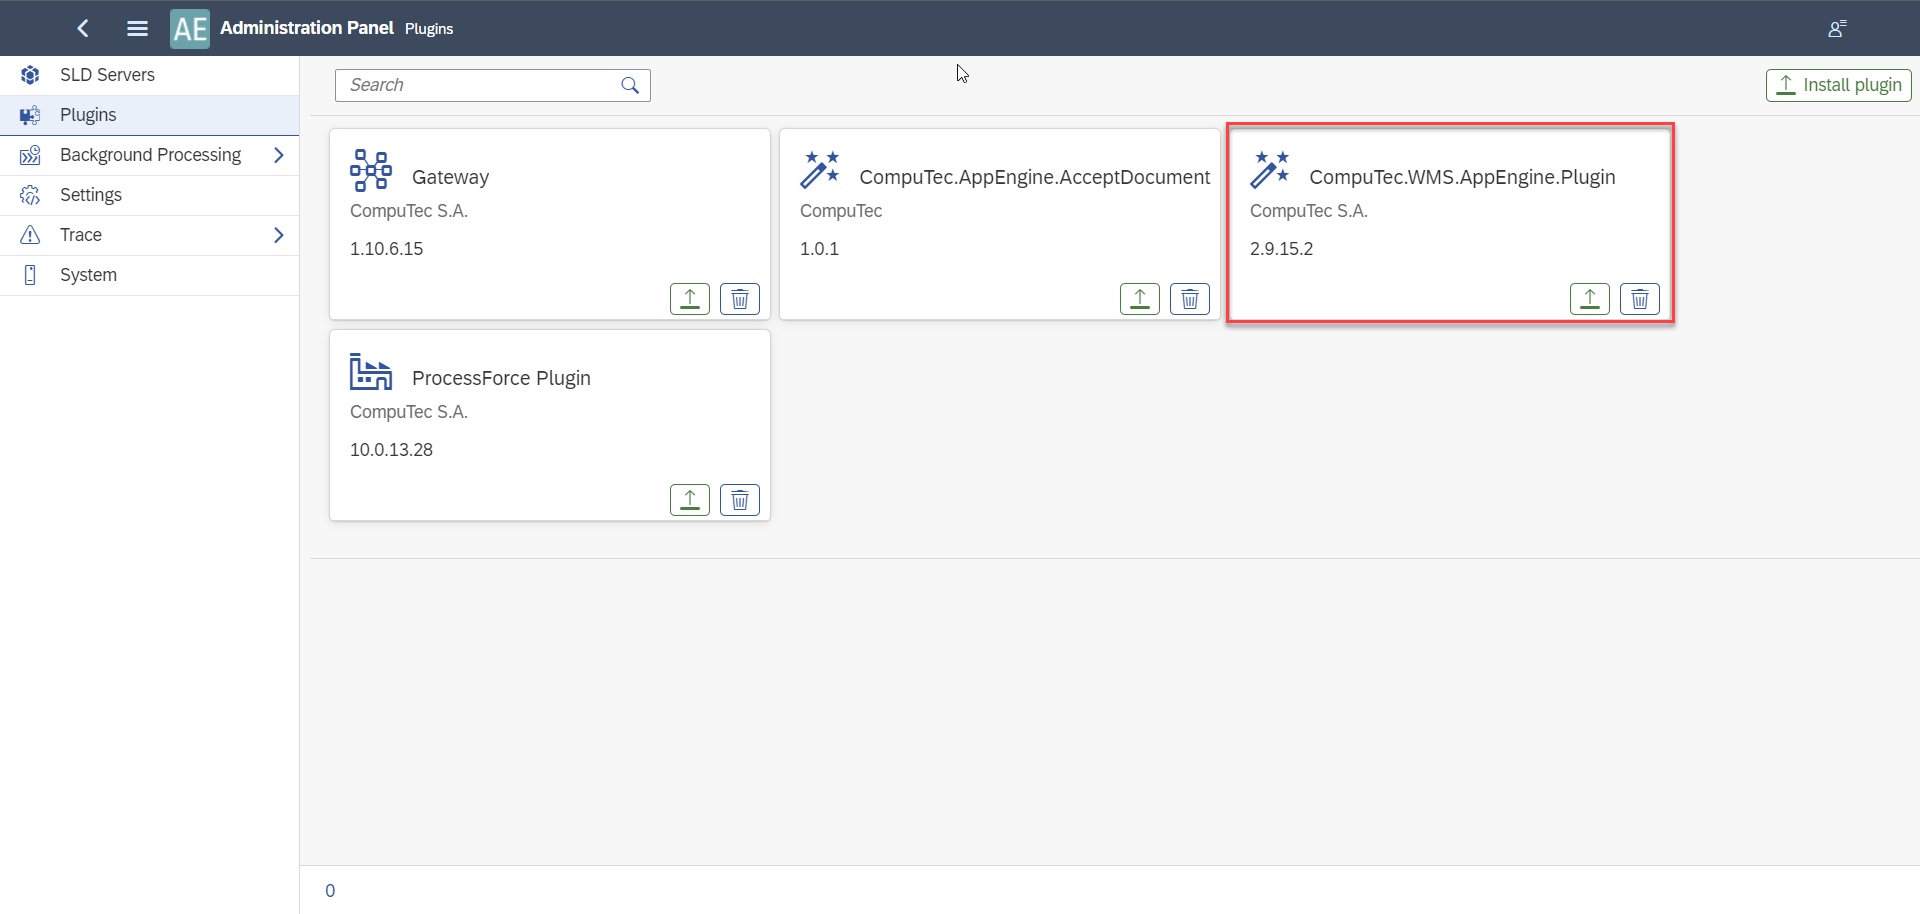 AE Administration Panel Plugins
SLD Servers
Plugins
Background Processing
Settings
Trace
System
Search
Install plugin
Gateway
CompuTec S.A.
1.10.6.15
CompuTec.AppEngine.AcceptDocument
CompuTec
1.0.1
CompuTec.WMS.AppEngine.Plugin
CompuTec S.A.
2.9.15.2
ProcessForce Plugin
CompuTec S.A.
10.0.13.28
0